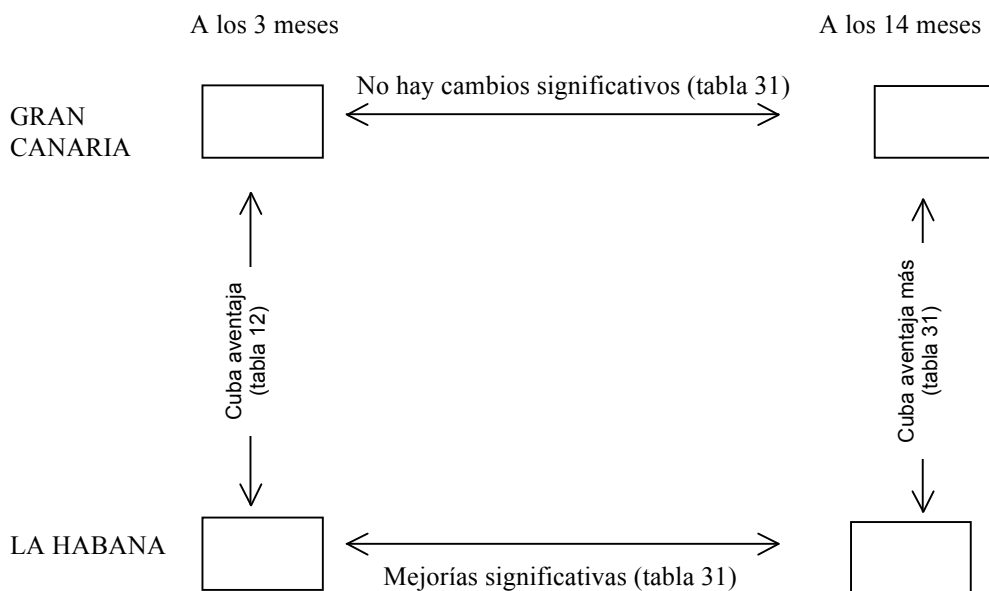 A los 3 meses
A los 14 meses
No hay cambios significativos (tabla 31)
GRAN
CANARIA
Cuba aventaja
(tabla 12)
Cuba aventaja más
(tabla 31)
LA HABANA
Mejorías significativas (tabla 31)